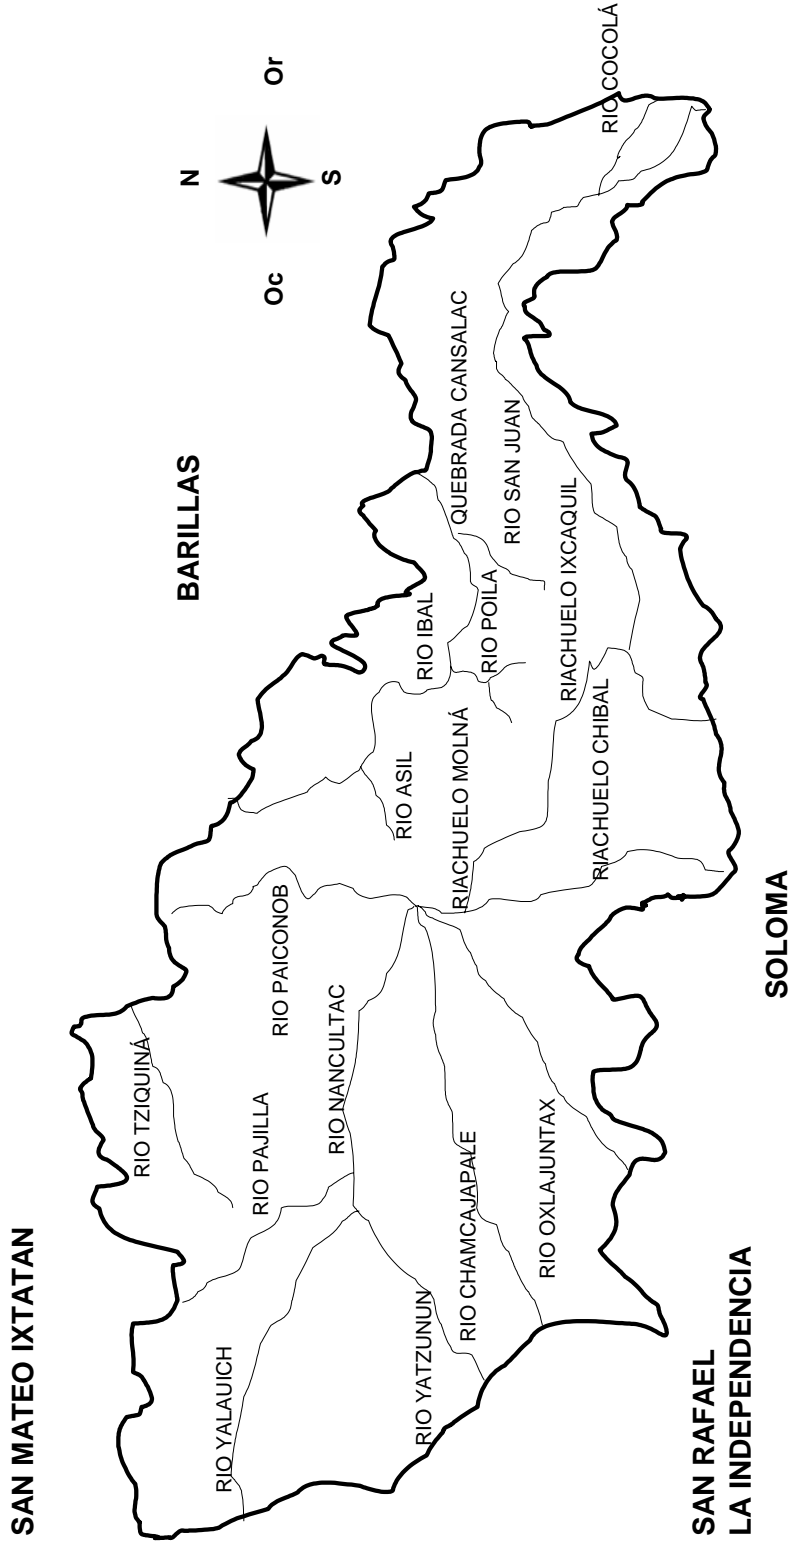 SAN MATEO IXTATAN
RIO TZIQUINÁ
BARILLAS
N
RIO YALAUICH
RIO PAJILLA
Oc
Or
RIO PAICONOB
S
RIO NANCULTAC
RIO ASIL
RIO YATZUNUN
RIO IBAL
QUEBRADA CANSALAC
RIACHUELO MOLNÁ
RIO CHAMCAJAPALE
RIO POILA
RIO SAN JUAN
RIO OXLAJUNTAX
RIACHUELO IXCAQUIL
RIACHUELO CHIBAL
RIO COCOLÁ
SAN RAFAEL
LA INDEPENDENCIA
SOLOMA